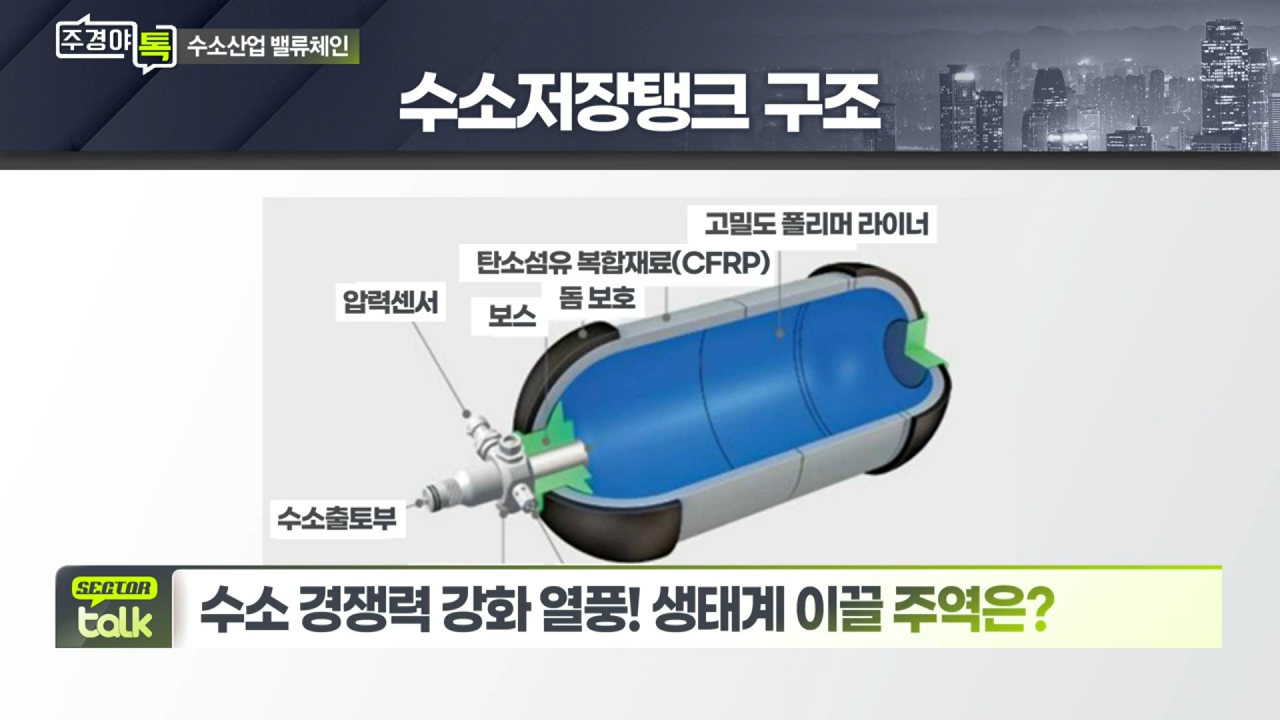 주경야톡 수소산업 밸류체인
수소저장탱크 구조
고밀도 폴리머 라이너
탄소섬유 복합재료(CFRP)
돔 보호
압력센서
보스
수소출토부
SECTOR
talk
수소 경쟁력 강화 열풍! 생태계 이끌 주역은?